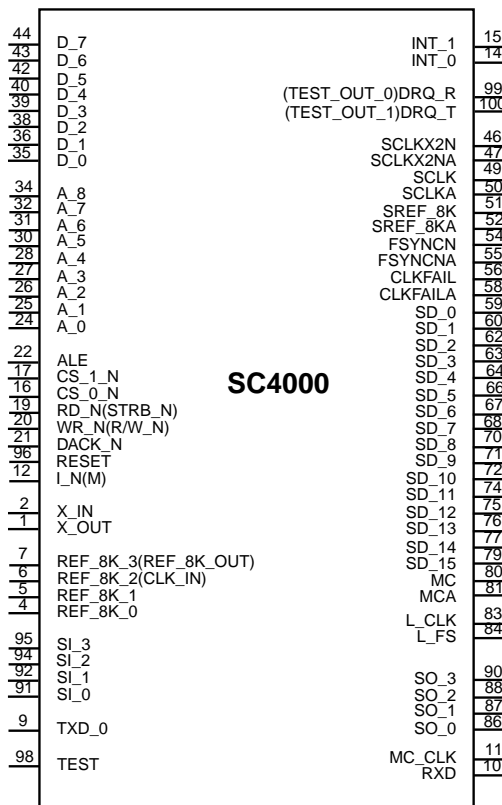 44 D_7
43 D_6
42 D_5
40 D_4
39 D_3
38 D_2
36 D_1
35 D_0
34 A_8
32 A_7
31 A_6
30 A_5
28 A_4
27 A_3
26 A_2
25 A_1
24 A_0
22 ALE
17 CS_1_N
16 CS_0_N
19 RD_N(STRB_N)
20 WR_N(R/W_N)
21 DACK_N
96 RESET
12 I_N(M)
2 X_IN
1 X_OUT
7 REF_8K_3(REF_8K_OUT)
6 REF_8K_2(CLK_IN)
5 REF_8K_1
4 REF_8K_0
95 SI_3
94 SI_2
92 SI_1
91 SI_0
9 TXD_0
98 TEST
SC4000
INT_1 15
INT_0 14
(TEST_OUT_0)DRQ_R 99
(TEST_OUT_1)DRQ_T 100
SCLKX2N 46
SCLKX2NA 47
SCLK 49
SCLKA 50
SREF_8K 51
SREF_8KA 52
FSYNCN 54
FSYNCNA 55
CLKFAIL 56
CLKFAILA 58
SD_0 59
SD_1 60
SD_2 62
SD_3 63
SD_4 64
SD_5 66
SD_6 67
SD_7 68
SD_8 70
SD_9 71
SD_10 72
SD_11 74
SD_12 75
SD_13 76
SD_14 77
SD_15 79
MC 80
MCA 81
L_CLK 83
L_FS 84
SO_3 90
SO_2 88
SO_1 87
SO_0 86
MC_CLK 11
RXD 10